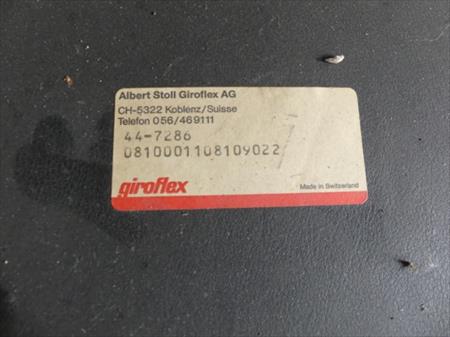 Albert Stoll Giroflex AG
CH-5322 Koblenz/Suisse
Telefon 056/469111
44-7286
0810001108109022
giroflex
Made in Switzerland